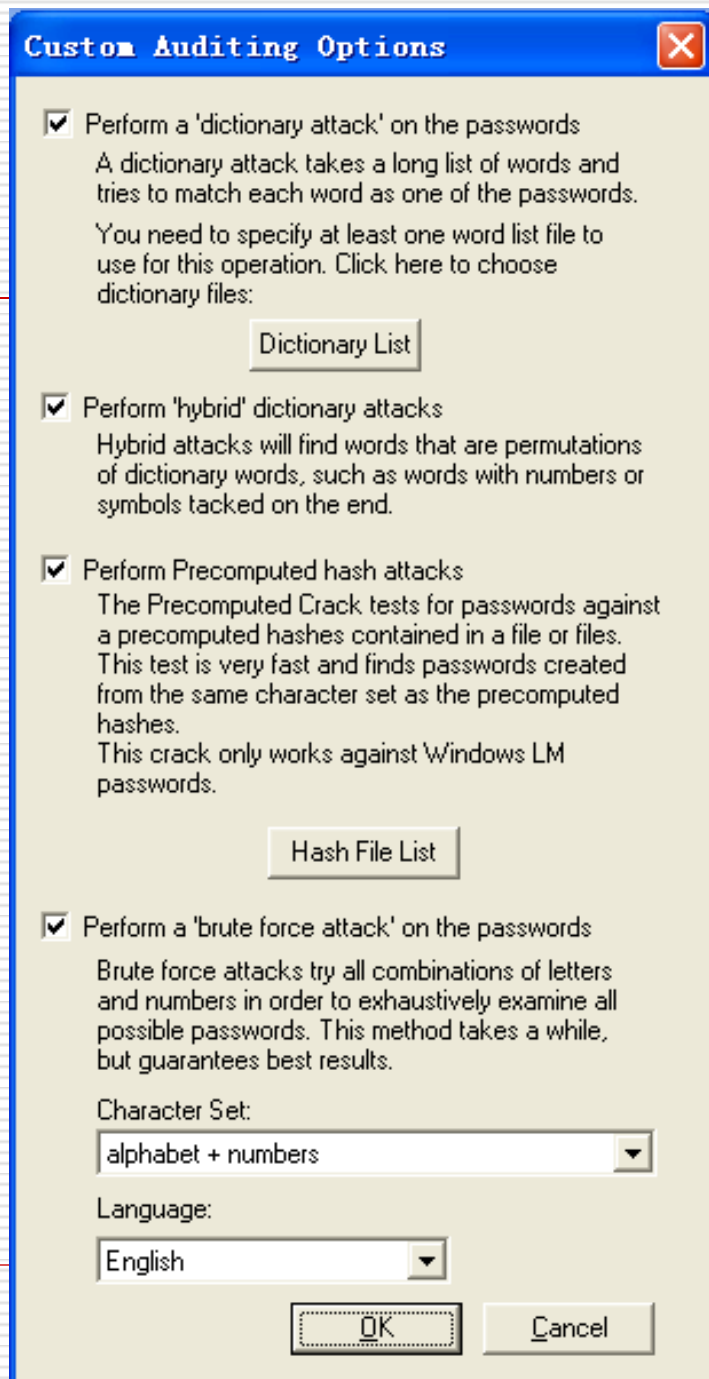 Custom Auditing Options
Perform a 'dictionary attack' on the passwords
A dictionary attack takes a long list of words and
tries to match each word as one of the passwords.
You need to specify at least one word list file to
use for this operation. Click here to choose
dictionary files:
Dictionary List
Perform 'hybrid' dictionary attacks
Hybrid attacks will find words that are permutations
of dictionary words, such as words with numbers or
symbols tacked on the end.
Perform Precomputed hash attacks
The Precomputed Crack tests for passwords against
a precomputed hashes contained in a file or files.
This test is very fast and finds passwords created
from the same character set as the precomputed
hashes.
This crack only works against Windows LM
passwords.
Hash File List
Perform a 'brute force attack' on the passwords
Brute force attacks try all combinations of letters
and numbers in order to exhaustively examine all
possible passwords. This method takes a while,
but guarantees best results.
Character Set:
alphabet + numbers
Language:
English
OK
Cancel